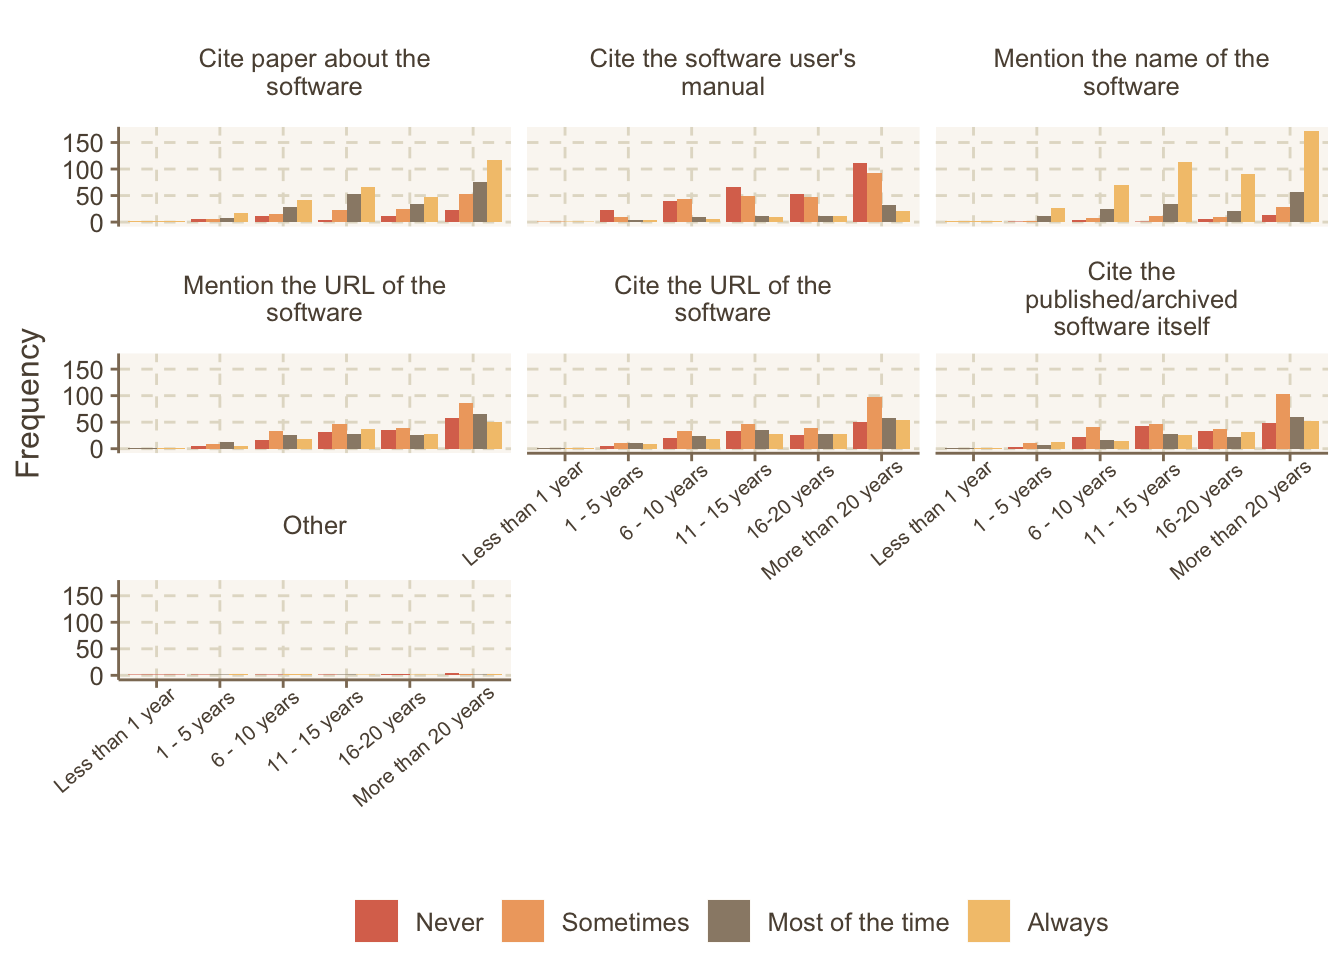 Cite paper about the
software
Cite the software user's
manual
Mention the name of the
software
150
100
50
0
Mention the URL of the
software
Cite the URL of the
software
Cite the
published/archived
software itself
Frequency
150
100
50
0
Less than 1 year
1 - 5 years
6 - 10 years
11 - 15 years
16-20 years
More than 20 years
Less than 1 year
1 - 5 years
6 - 10 years
11 - 15 years
16-20 years
More than 20 years
Other
150
100
50
0
Less than 1 year
1 - 5 years
6 - 10 years
11 - 15 years
16-20 years
More than 20 years
Never
Sometimes
Most of the time
Always